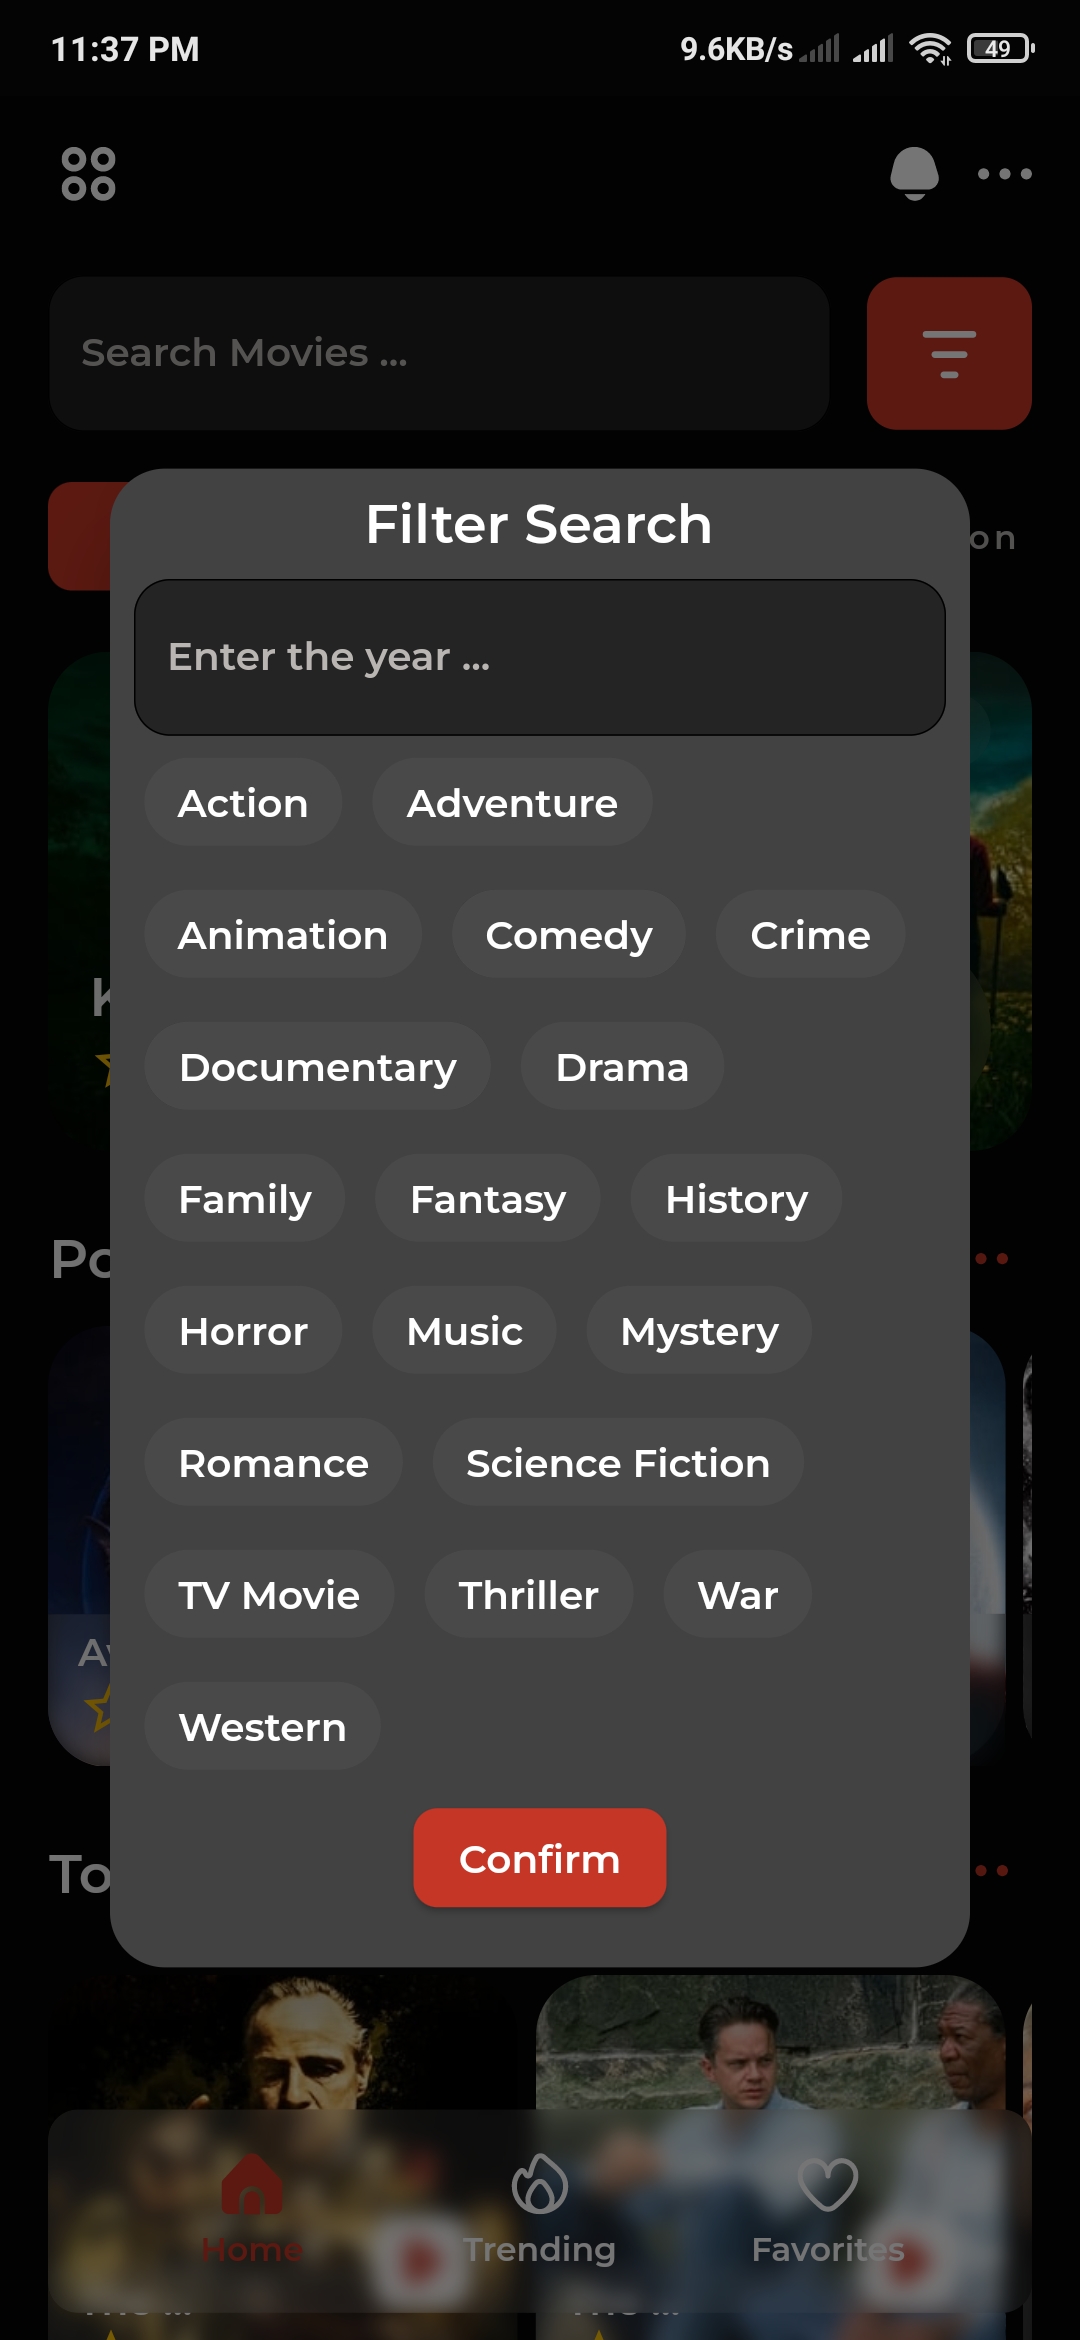 11:37 PM 9.6KB/s 49
Search Movies ...
Filter Search
on
Enter the year ...
Action Adventure
Animation Comedy Crime
K
Documentary Drama
Family Fantasy History
Po
Horror Music Mystery
Romance Science Fiction
TV Movie Thriller War
Av
Western
Confirm
To
Home Trending Favorites